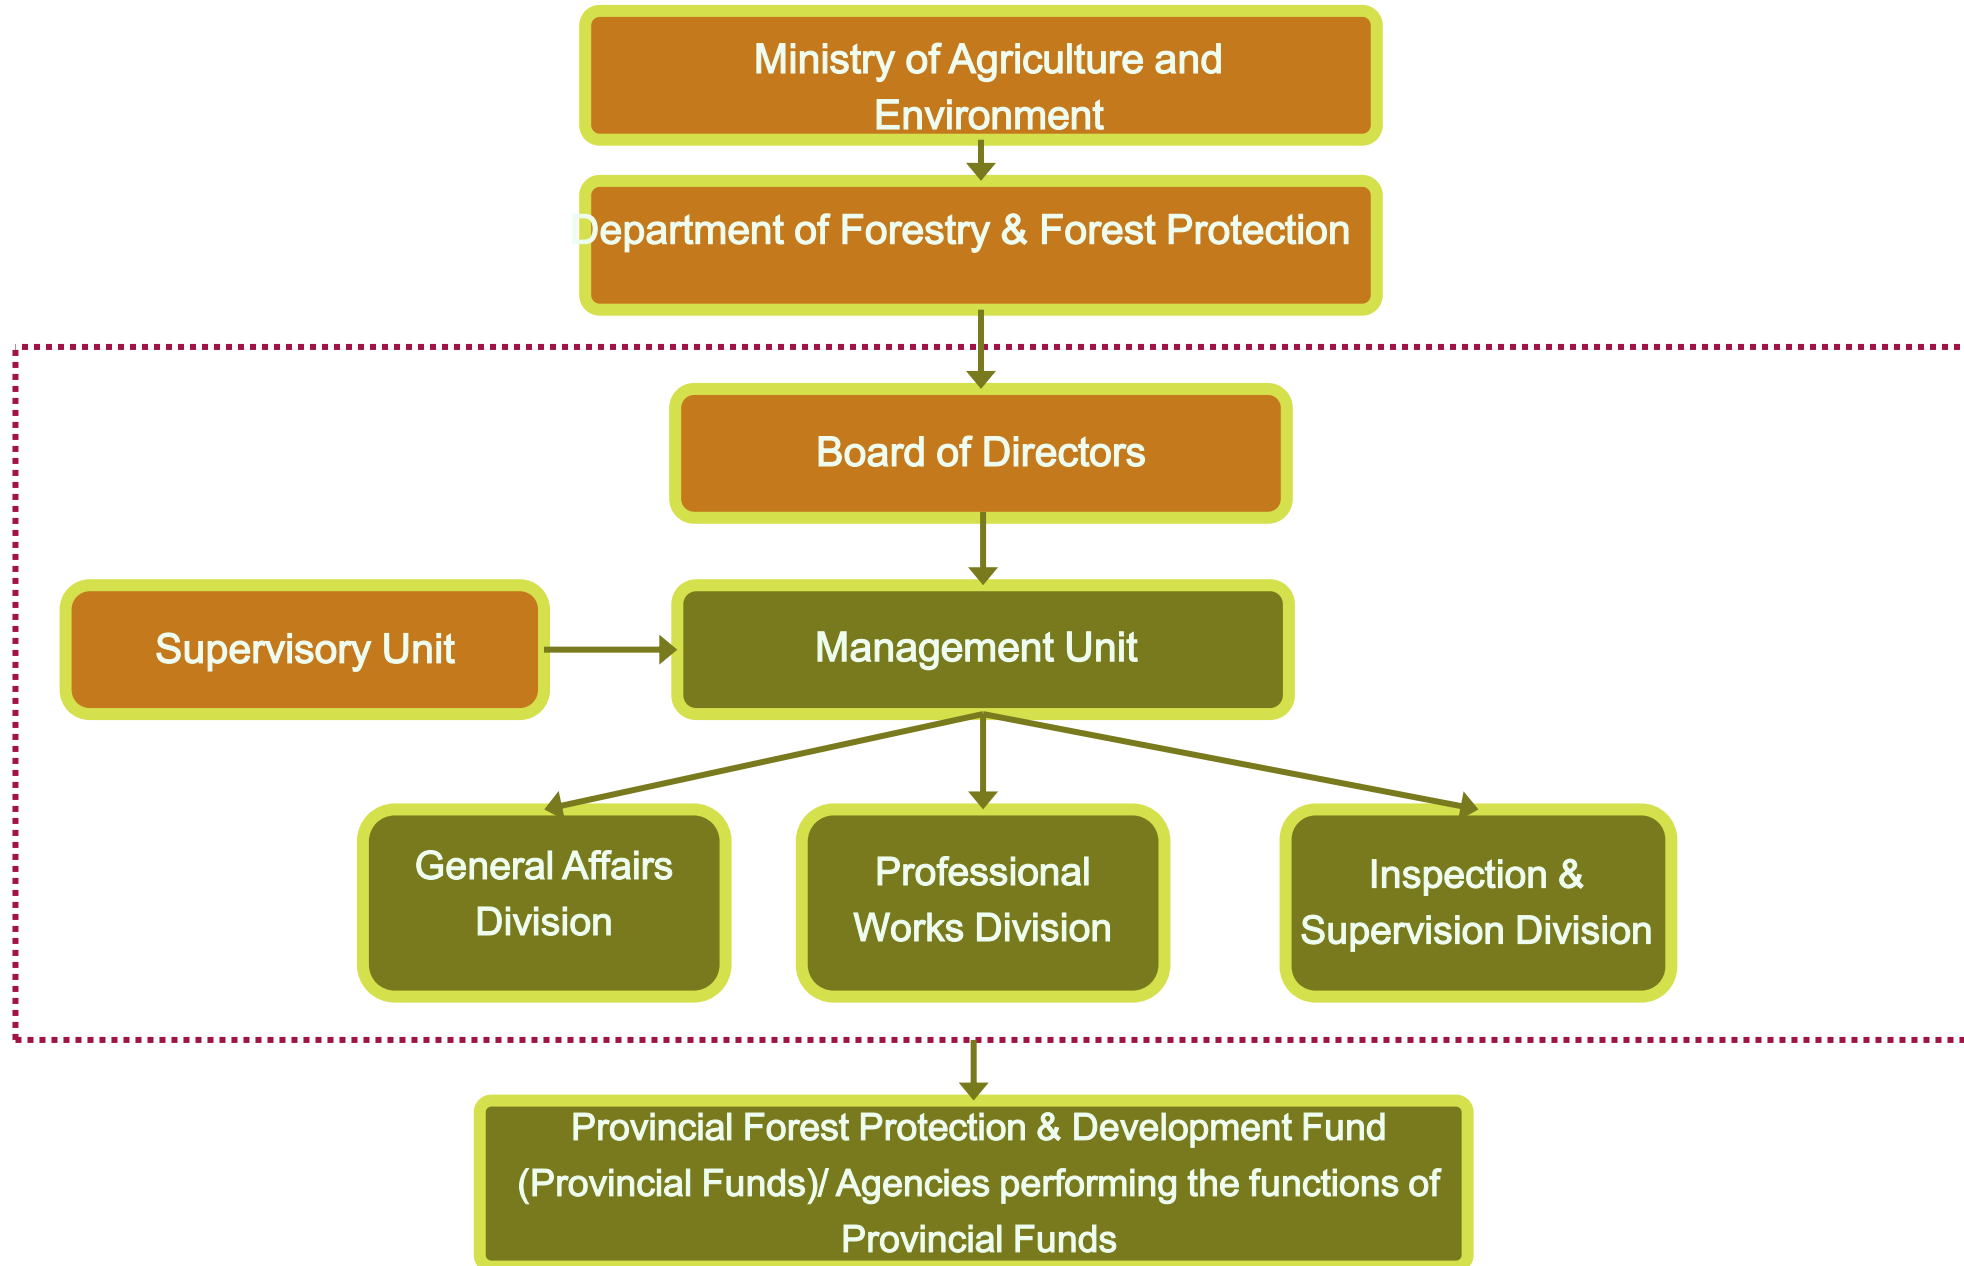 Ministry of Agriculture and
Environment
Department of Forestry & Forest Protection
Board of Directors
Supervisory Unit
Management Unit
General Affairs
Division
Professional
Works Division
Inspection &
Supervision Division
Provincial Forest Protection & Development Fund
(Provincial Funds)/ Agencies performing the functions of
Provincial Funds